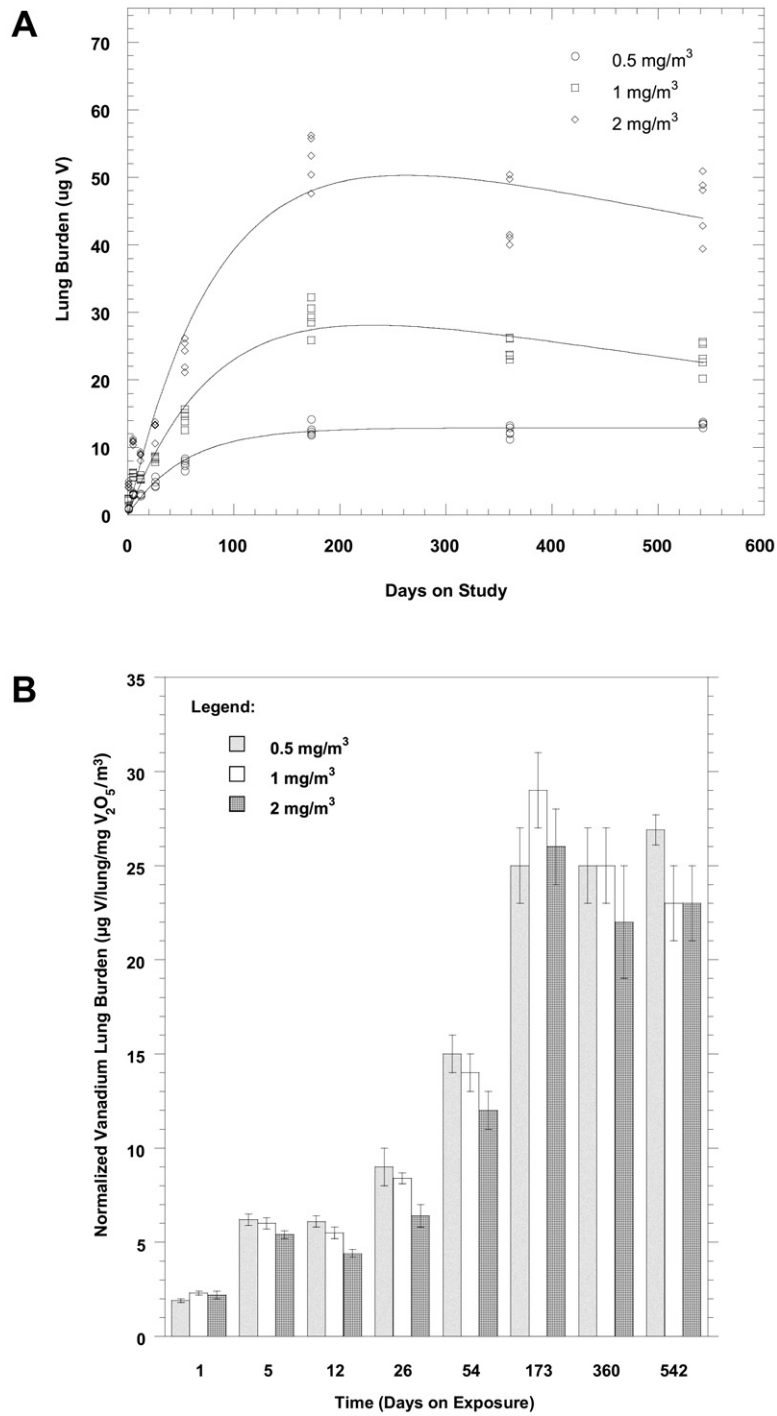 A
70
60
50
40
30
20
10
0
Lung Burden (ug V)
0.5 mg/m³
1 mg/m³
2 mg/m³
0 100 200 300 400 500 600
Days on Study
B
35
30
25
20
15
10
5
0
Normalized Vanadium Lung Burden (µg V/lung/mg V₂O₅/m³)
Legend:
0.5 mg/m³
1 mg/m³
2 mg/m³
1 5 12 26 54 173 360 542
Time (Days on Exposure)